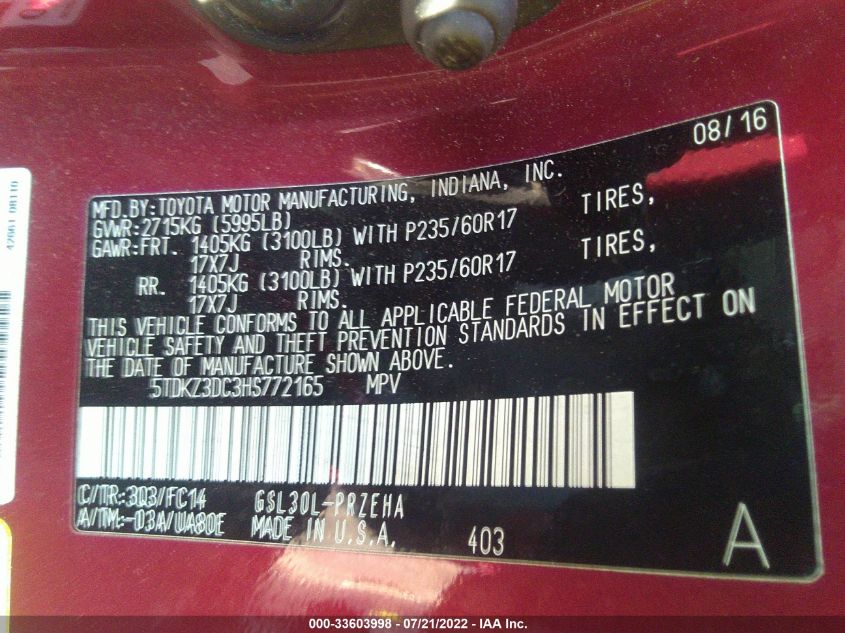 08/16
MFD.BY:TOYOTA MOTOR MANUFACTURING, INDIANA, INC.
GVWR:2715KG (5995LB)
GAWR:FRT. 1405KG (3100LB) WITH P235/60R17 TIRES,
17X7J RIMS.
RR. 1405KG (3100LB) WITH P235/60R17 TIRES,
17X7J RIMS.
THIS VEHICLE CONFORMS TO ALL APPLICABLE FEDERAL MOTOR
VEHICLE SAFETY AND THEFT PREVENTION STANDARDS IN EFFECT ON
THE DATE OF MANUFACTURE SHOWN ABOVE.
5TDKZ3DC3HS772165 MPV
C/TR:3Q3/FC14 GSL30L-PRZEHA
A/TM:-03A/UA80E MADE IN U.S.A. 403
A
42661 08110
000-33603998 - 07/21/2022 - IAA Inc.